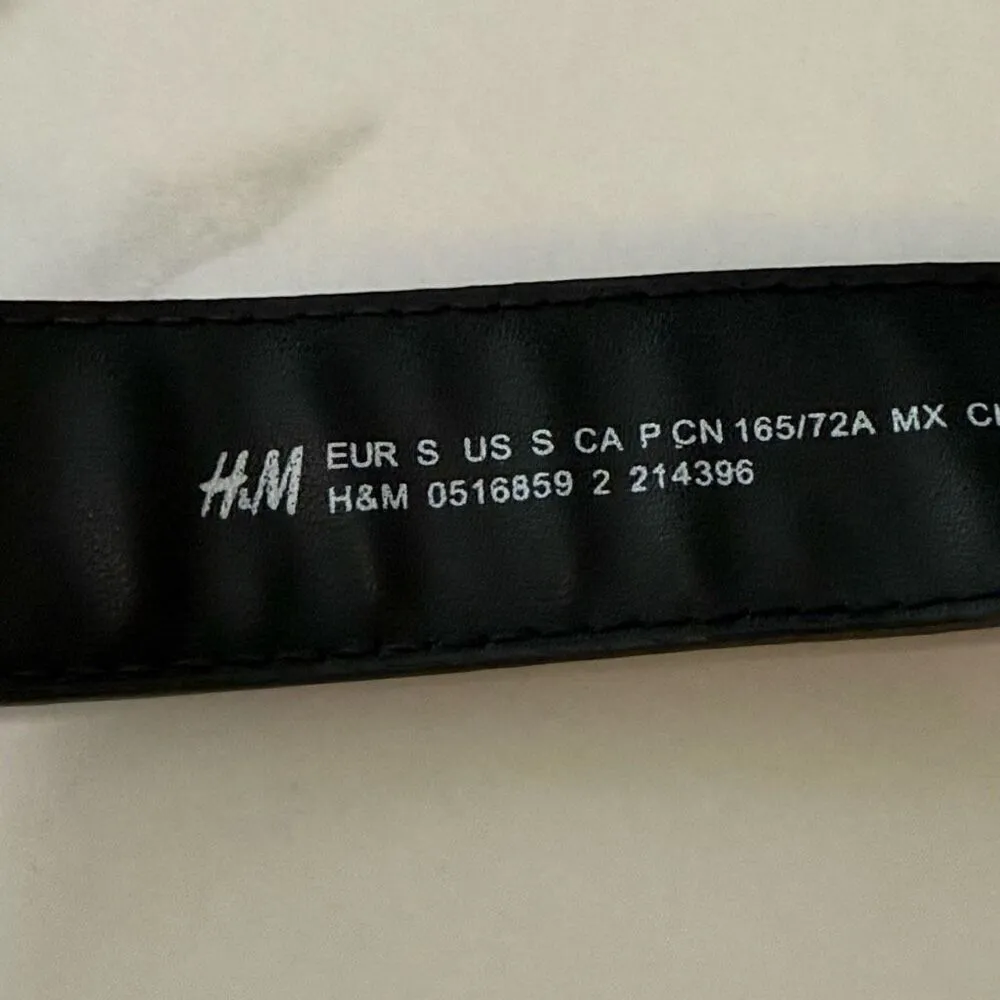 H&M
EUR S US S CA P CN 165/72A MX
H&M 0516859 2 214396